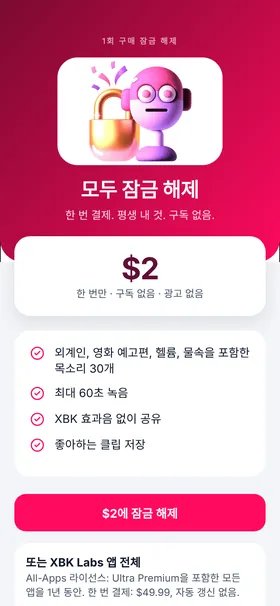 1회 구매 잠금 해제
모두 잠금 해제
한 번 결제. 평생 내 것. 구독 없음.
$2
한 번만 · 구독 없음 · 광고 없음
외계인, 영화 예고편, 헬륨, 물속을 포함한
목소리 30개
최대 60초 녹음
XBK 효과음 없이 공유
좋아하는 클립 저장
$2에 잠금 해제
또는 XBK Labs 앱 전체
All-Apps 라이선스: Ultra Premium을 포함한 모든
앱을 1년 동안. 한 번 결제: $49.99, 자동 갱신 없음.